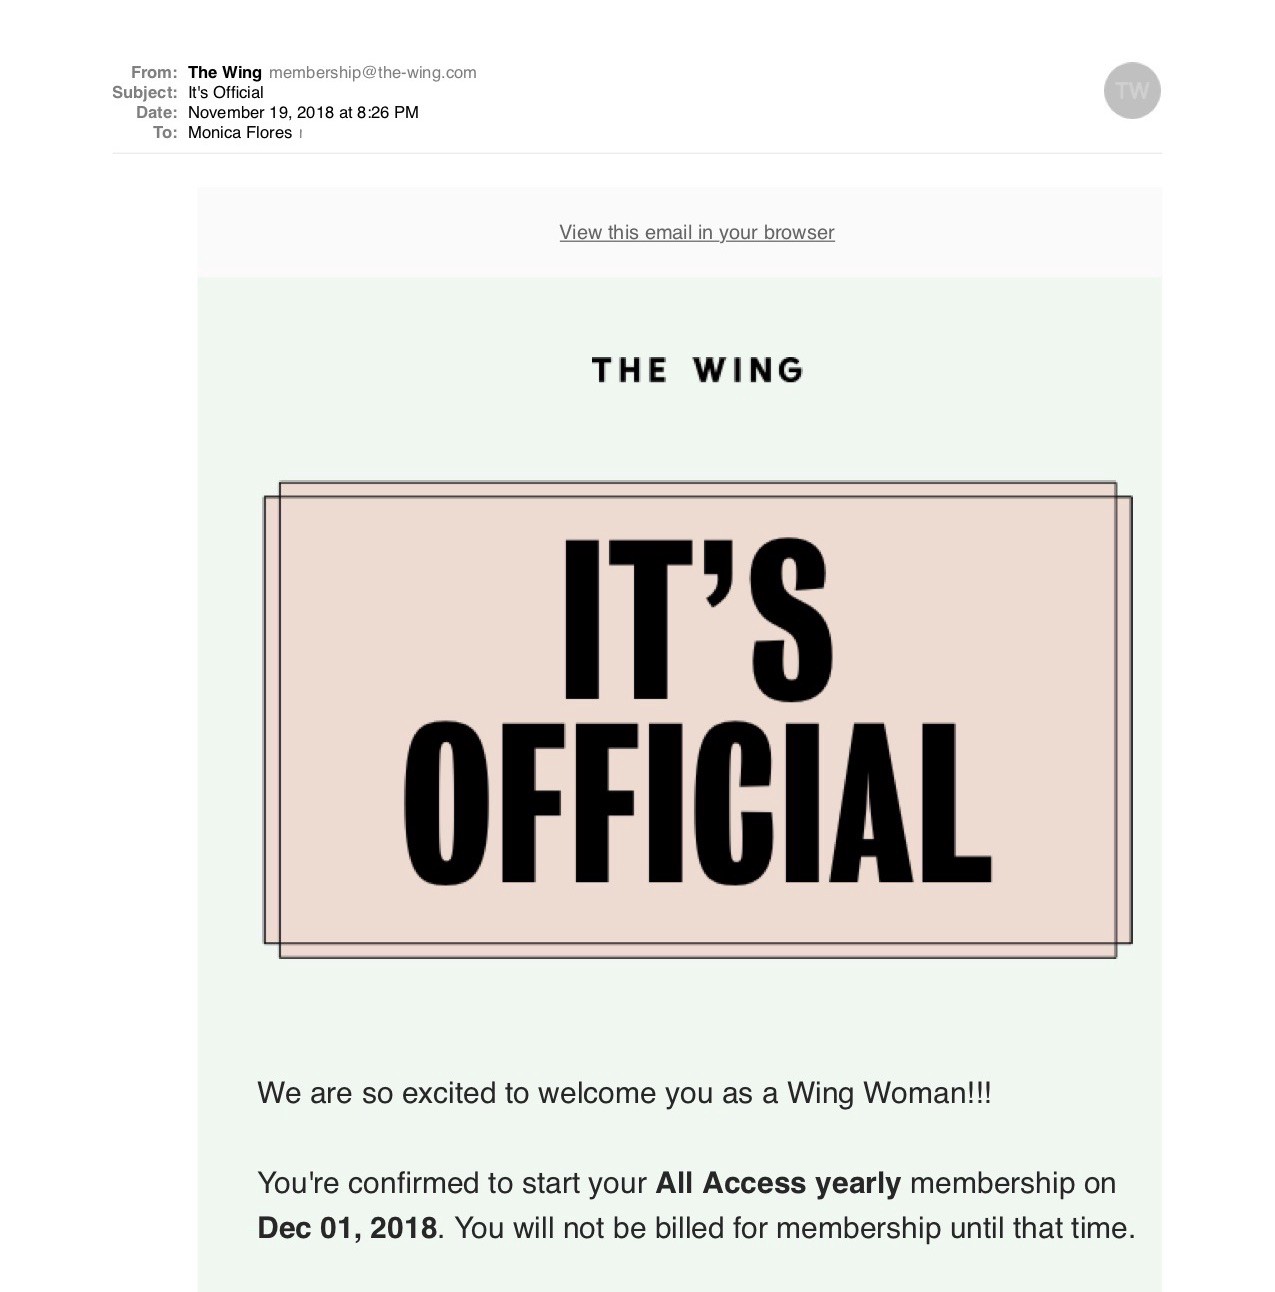 From: The Wing membership@the-wing.com
Subject: It's Official
Date: November 19, 2018 at 8:26 PM
To: Monica Flores
TW
View this email in your browser
THE WING
IT’S
OFFICIAL
We are so excited to welcome you as a Wing Woman!!!
You're confirmed to start your All Access yearly membership on
Dec 01, 2018. You will not be billed for membership until that time.